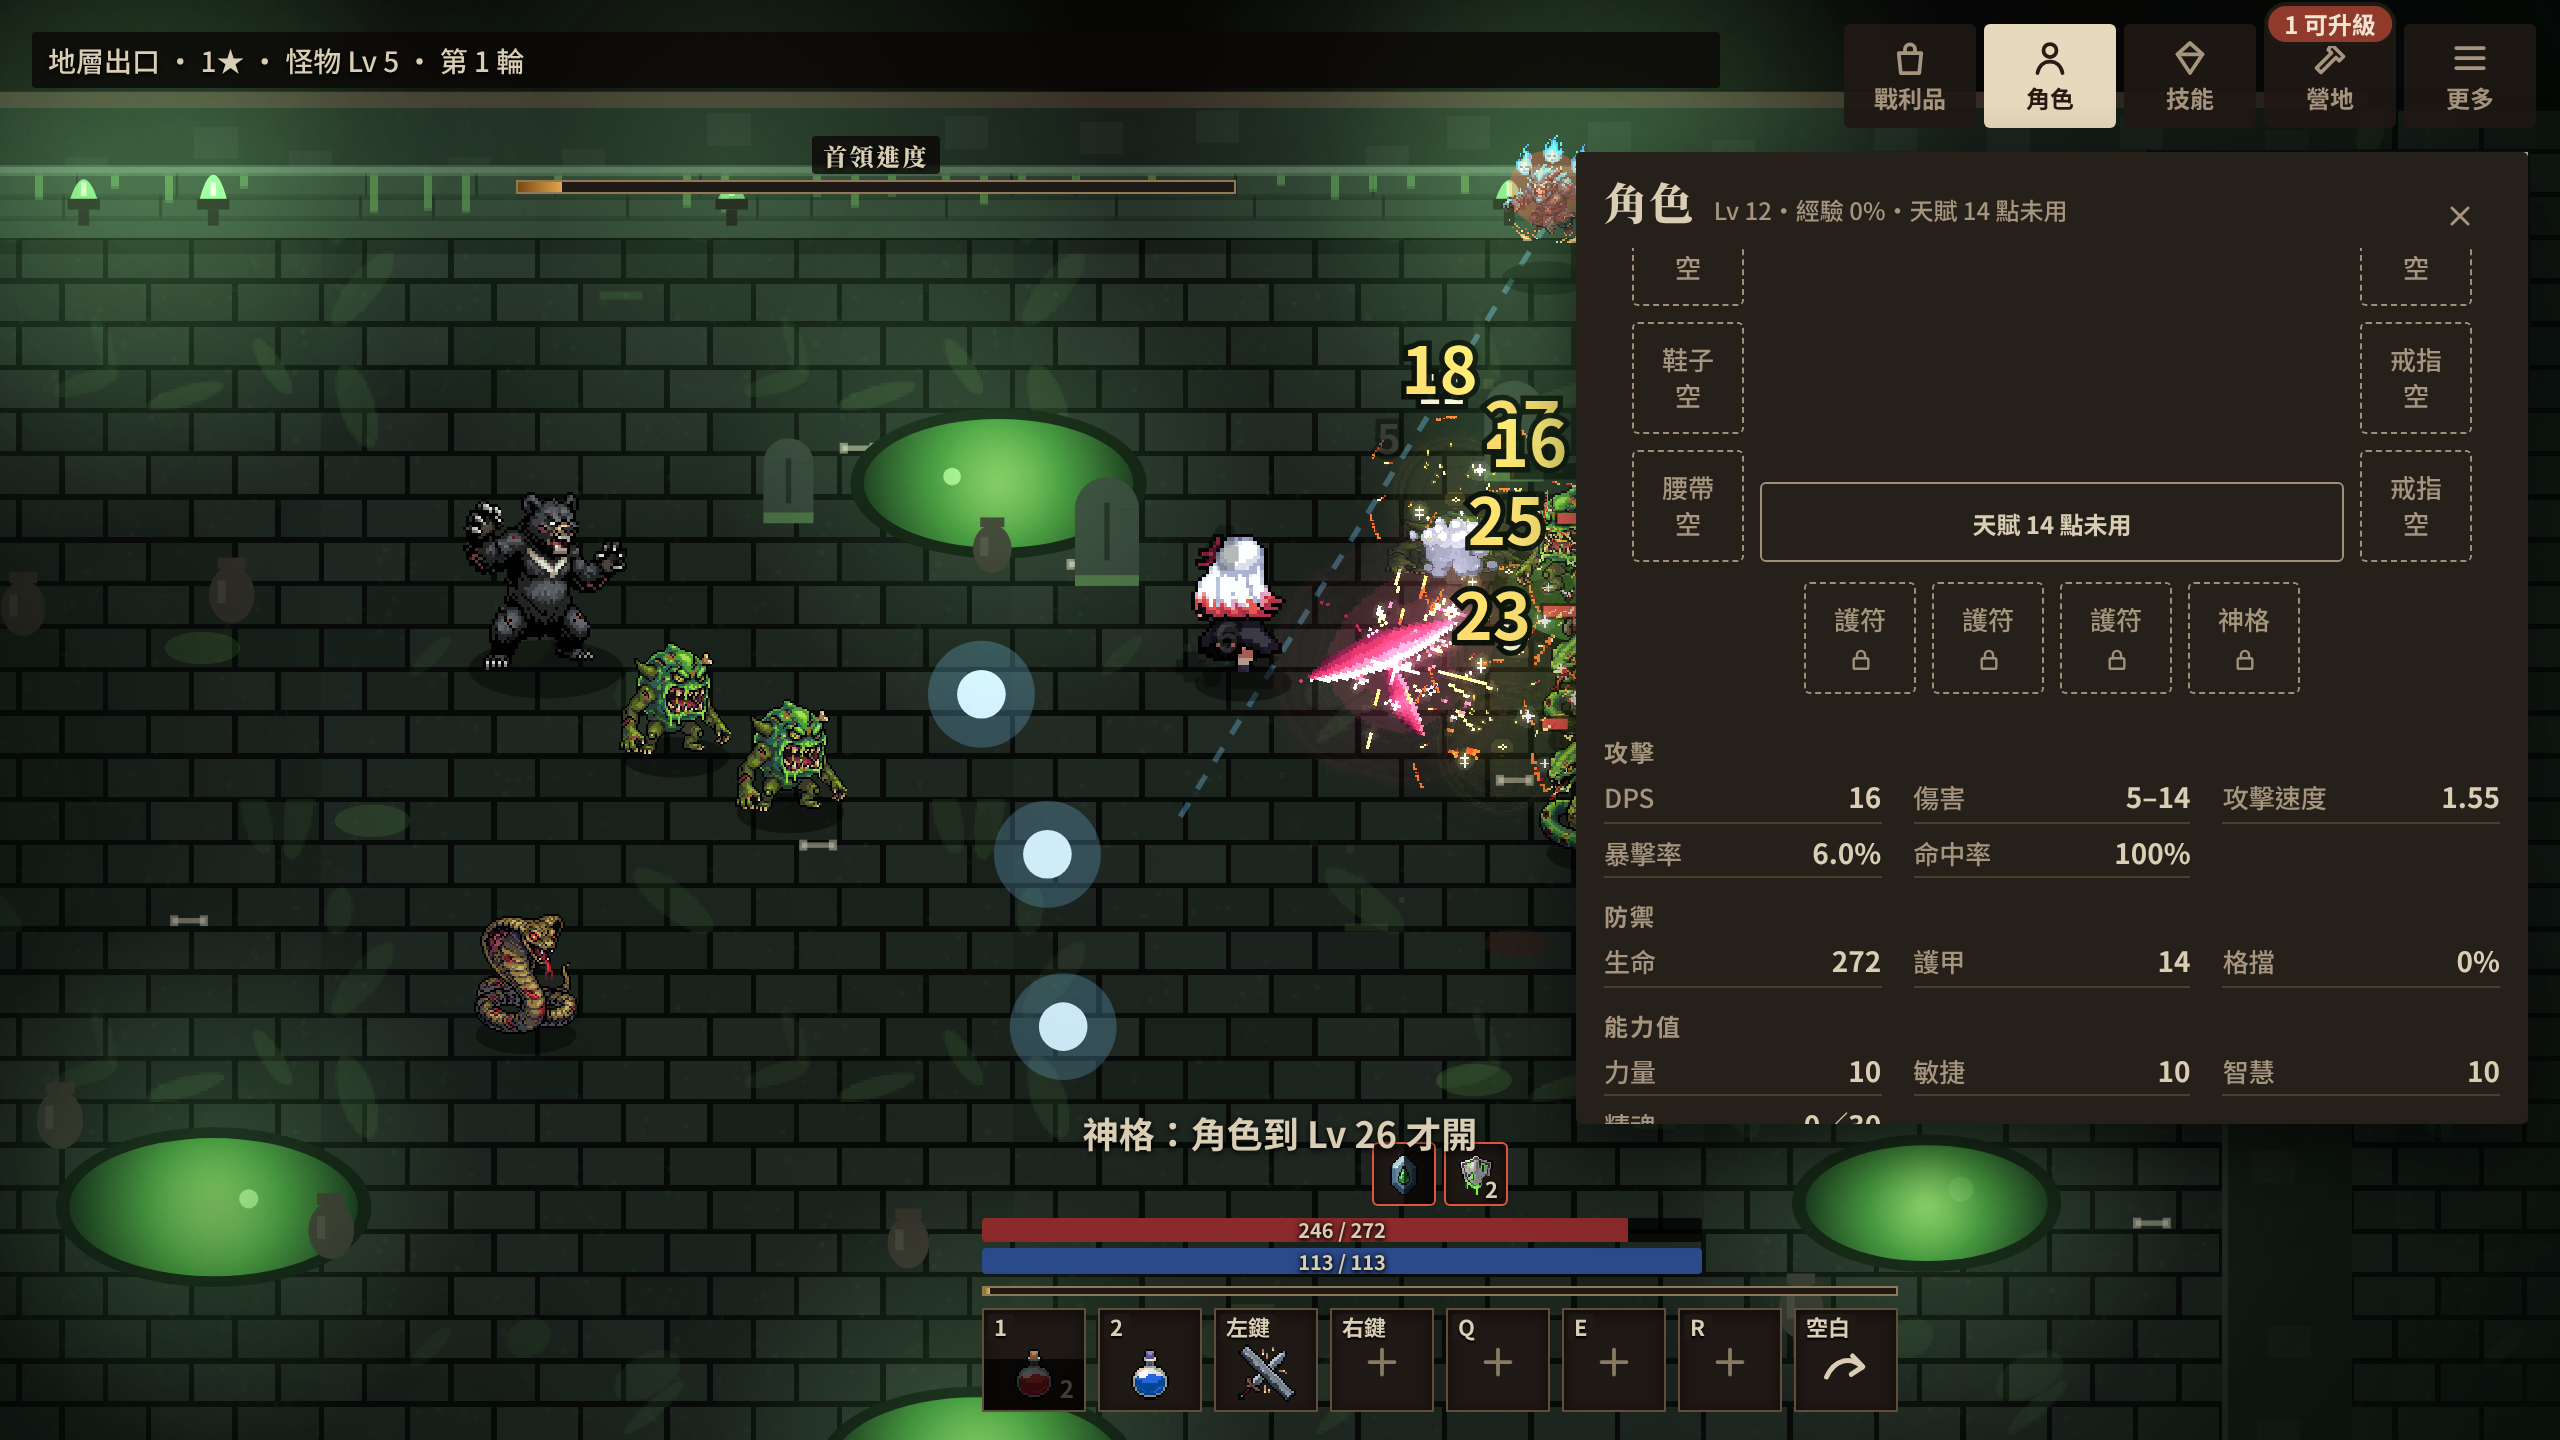 地層出口 · 1★ · 怪物 Lv 5 · 第 1 輪
戰利品
角色
技能
1 可升級
營地
更多
首領進度
角色
Lv 12・經驗 0%・天賦 14 點未用
空
空
鞋子
空
戒指
空
腰帶
空
戒指
空
天賦 14 點未用
護符
護符
護符
神格
攻擊
DPS 16
傷害 5–14
攻擊速度 1.55
暴擊率 6.0%
命中率 100%
防禦
生命 272
護甲 14
格擋 0%
能力值
力量 10
敏捷 10
智慧 10
18
5
16
25
23
6
神格：角色到 Lv 26 才開
2
246 / 272
113 / 113
1
2
2
左鍵
右鍵
Q
E
R
空白